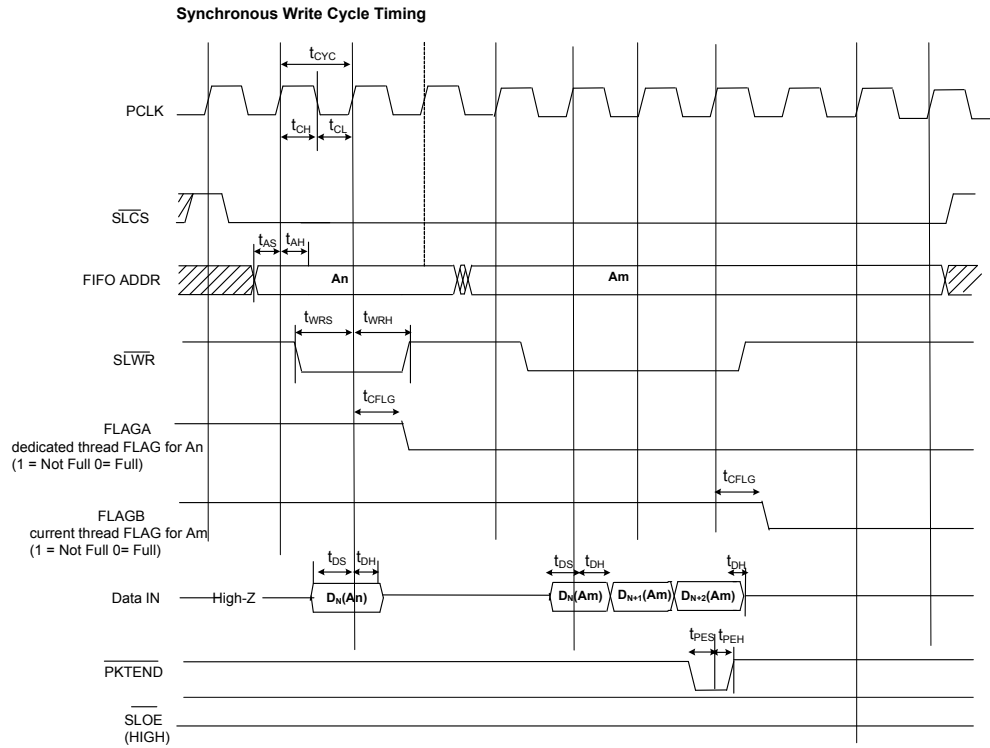 Synchronous Write Cycle Timing
tCYC
PCLK
tCH
tCL
SLCS
tAS
tAH
FIFO ADDR
An
Am
tWRS
tWRH
SLWR
tCFLG
FLAGA
dedicated thread FLAG for An
(1 = Not Full 0= Full)
tCFLG
FLAGB
current thread FLAG for Am
(1 = Not Full 0= Full)
tDS
tDH
tDS
tDH
tDH
Data IN
High-Z
DN(An)
DN(Am)
DN+1(Am)
DN+2(Am)
tPES
tPEH
PKTEND
SLOE
(HIGH)